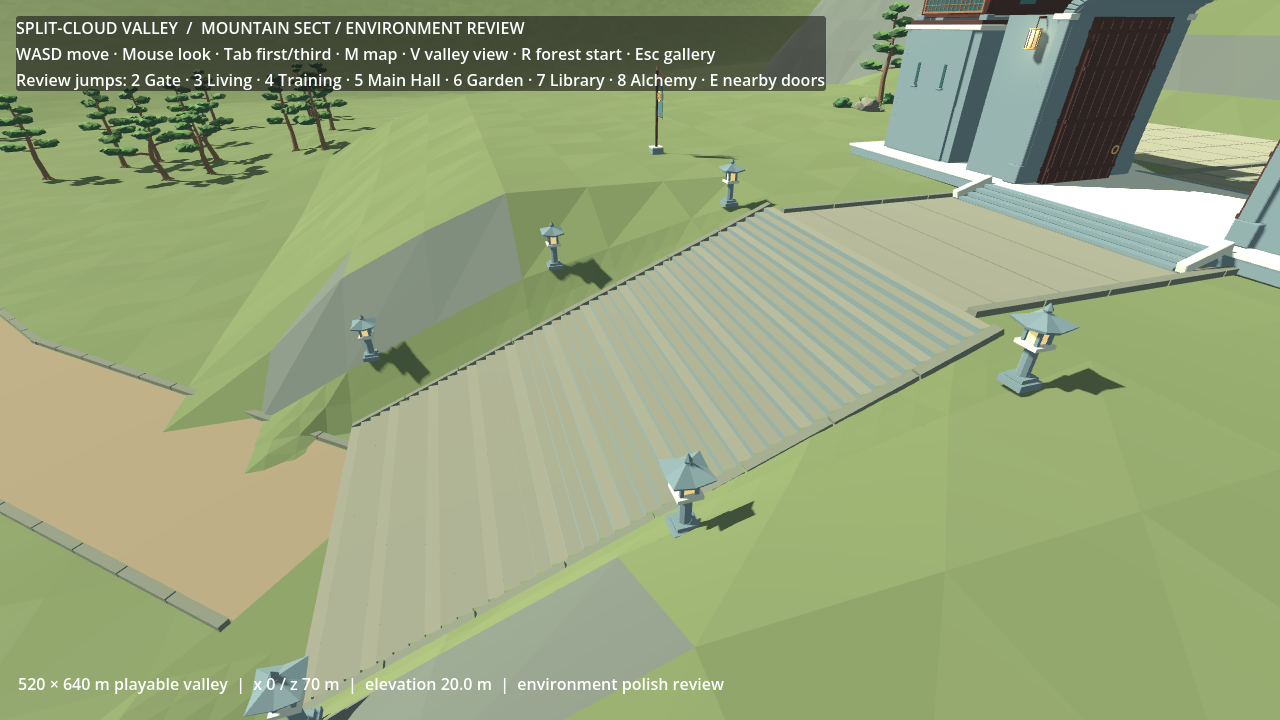 SPLIT-CLOUD VALLEY / MOUNTAIN SECT / ENVIRONMENT REVIEW
WASD move · Mouse look · Tab first/third · M map · V valley view · R forest start · Esc gallery
Review jumps: 2 Gate · 3 Living · 4 Training · 5 Main Hall · 6 Garden · 7 Library · 8 Alchemy · E nearby doors
520 × 640 m playable valley | x 0 / z 70 m | elevation 20.0 m | environment polish review